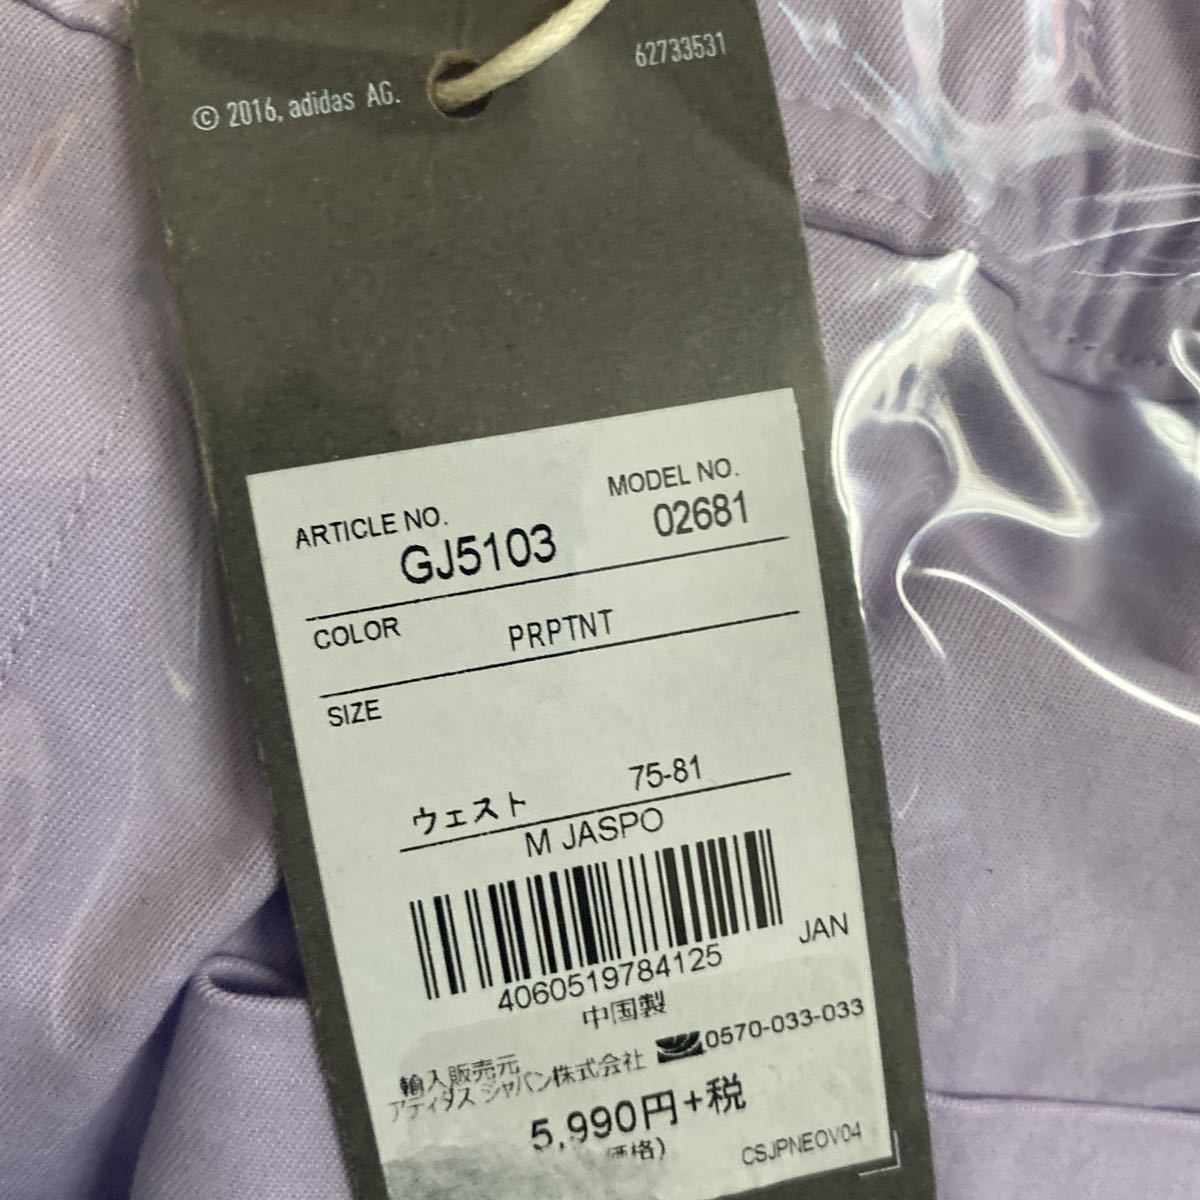 © 2016, adidas AG.
62733531
ARTICLE NO.
MODEL NO.
GJ5103
02681
COLOR
PRPTNT
SIZE
ウェスト 75-81
M JASPO
JAN
4060519784125
中国製
輸入販売元
アディダス ジャパン株式会社 0570-033-033
5,990円+税
価格)
CSJPNEOV04